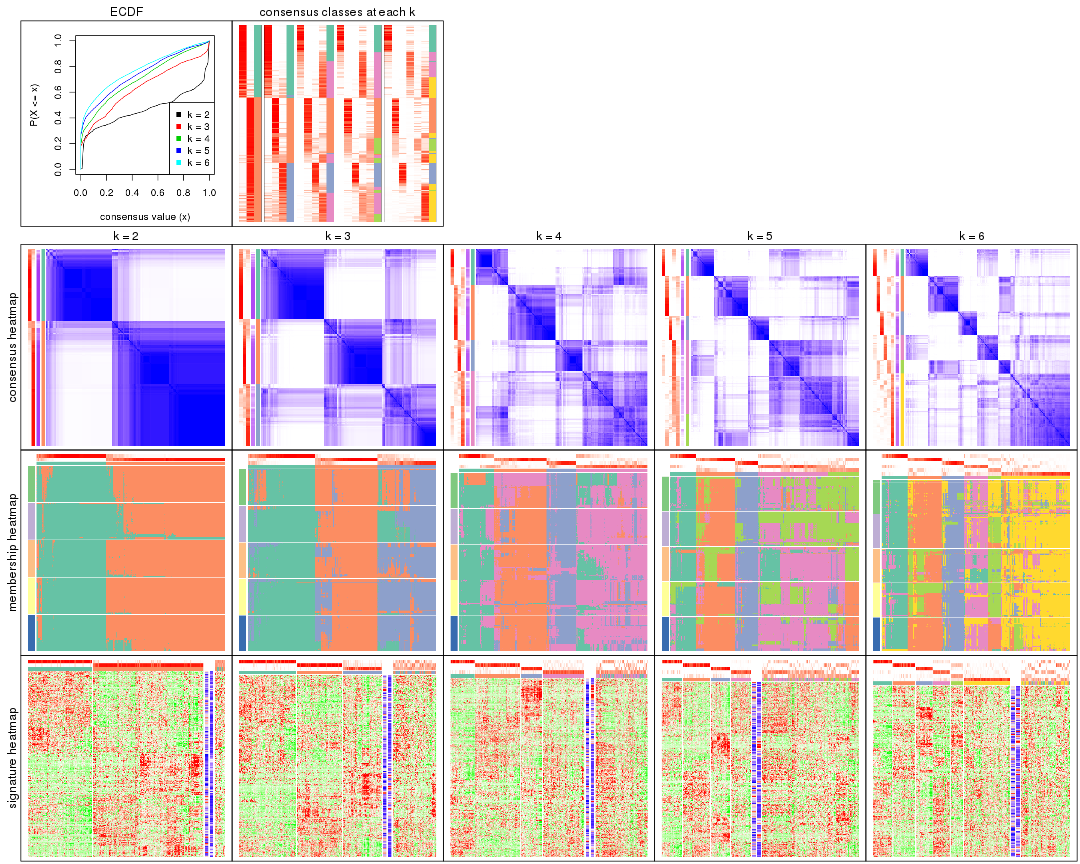 ECDF
consensus classes at each k
P(X <= x)
0.0 0.2 0.4 0.6 0.8 1.0
k = 2
k = 3
k = 4
k = 5
k = 6
0.0 0.2 0.4 0.6 0.8 1.0
consensus value (x)
k = 2
k = 3
k = 4
k = 5
k = 6
consensus heatmap
membership heatmap
signature heatmap